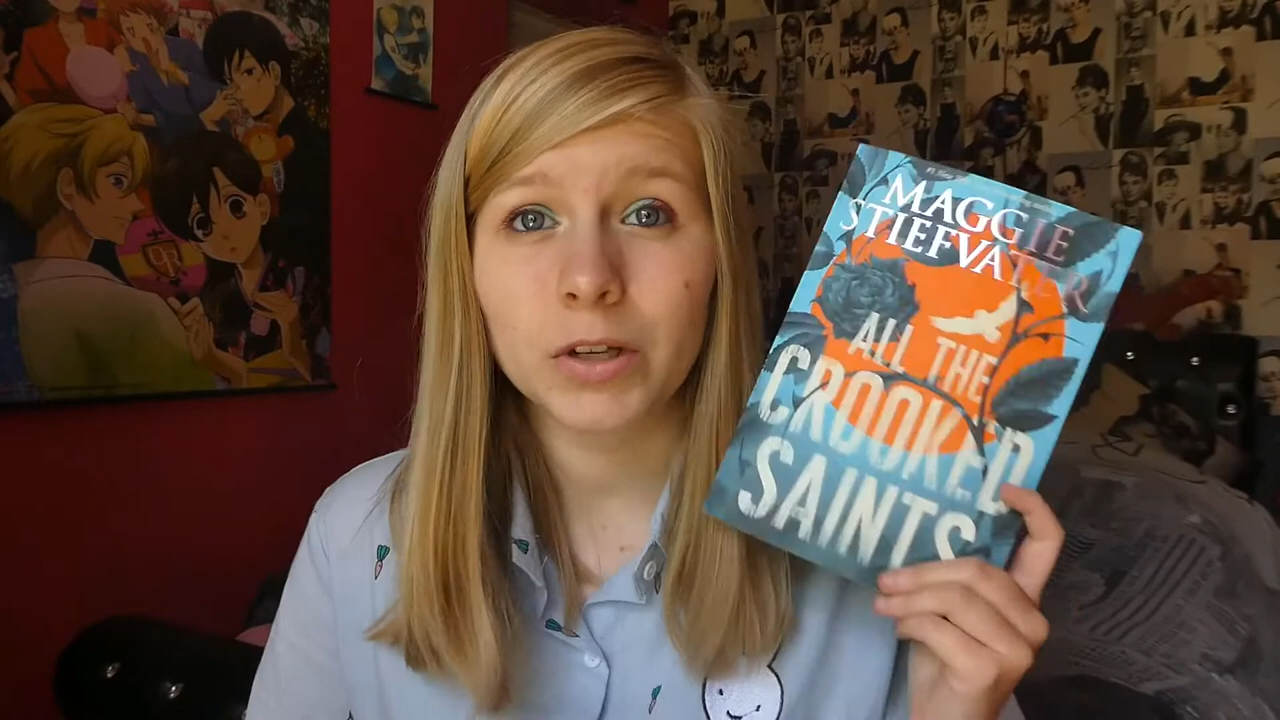 MAGGIE
STIEFVATER
ALL THE
CROOKED
SAINTS